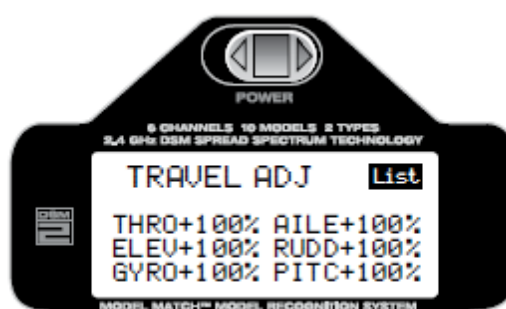 POWER
6 CHANNELS 10 MODELS 2 TYPES
2.4 GHz DSM SPREAD SPECTRUM TECHNOLOGY
TRAVEL ADJ List
THRO+100% AILE+100%
ELEV+100% RUDD+100%
GYRO+100% PITC+100%
DSM
2
MODEL MATCH™ MODEL RECOGNITION SYSTEM